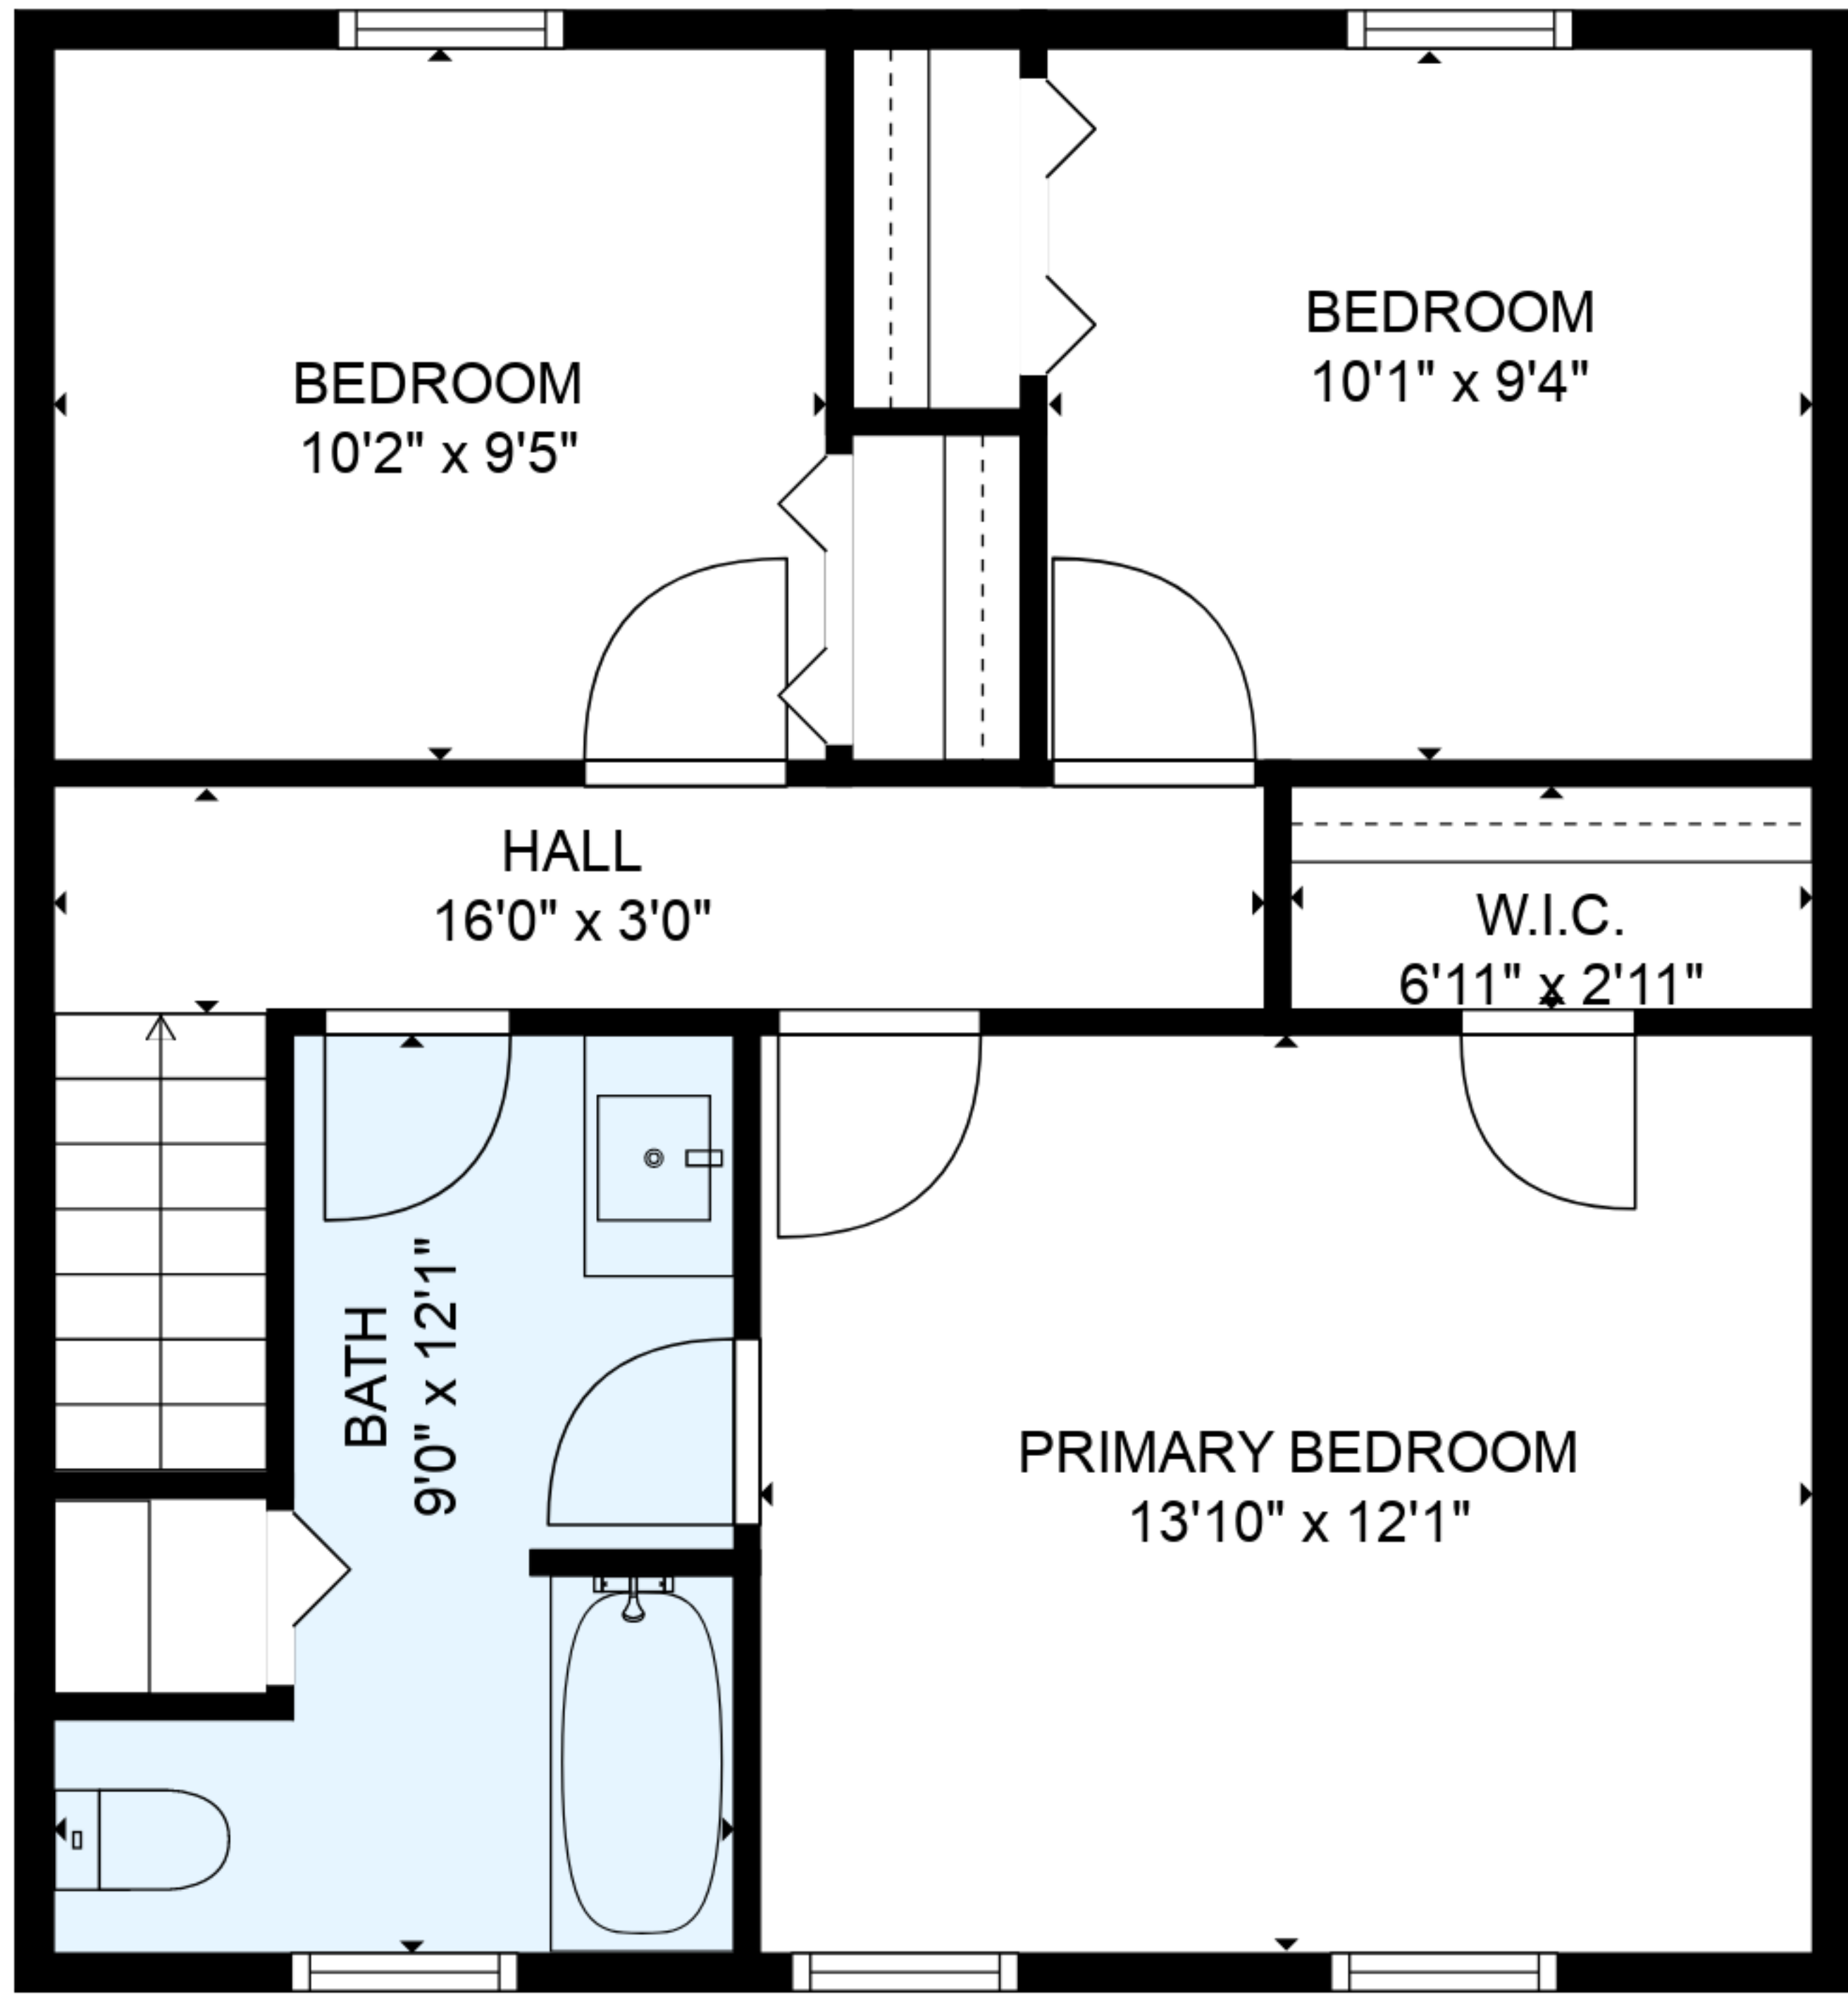 BEDROOM
10'2" x 9'5"
BEDROOM
10'1" x 9'4"
HALL
16'0" x 3'0"
W.I.C.
6'11" x 2'11"
BATH
9'0" x 12'1"
PRIMARY BEDROOM
13'10" x 12'1"